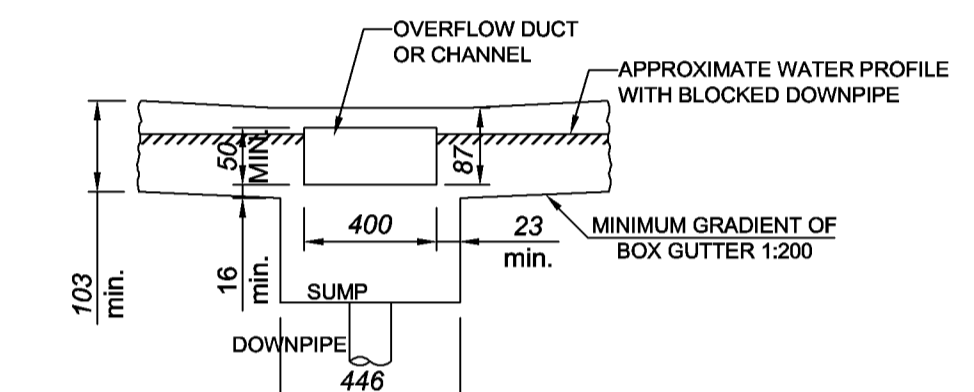 OVERFLOW DUCT
OR CHANNEL
APPROXIMATE WATER PROFILE
WITH BLOCKED DOWNPIPE
50
MIN.
87
400
23
min.
MINIMUM GRADIENT OF
BOX GUTTER 1:200
103
min.
16
min.
SUMP
DOWNPIPE
446